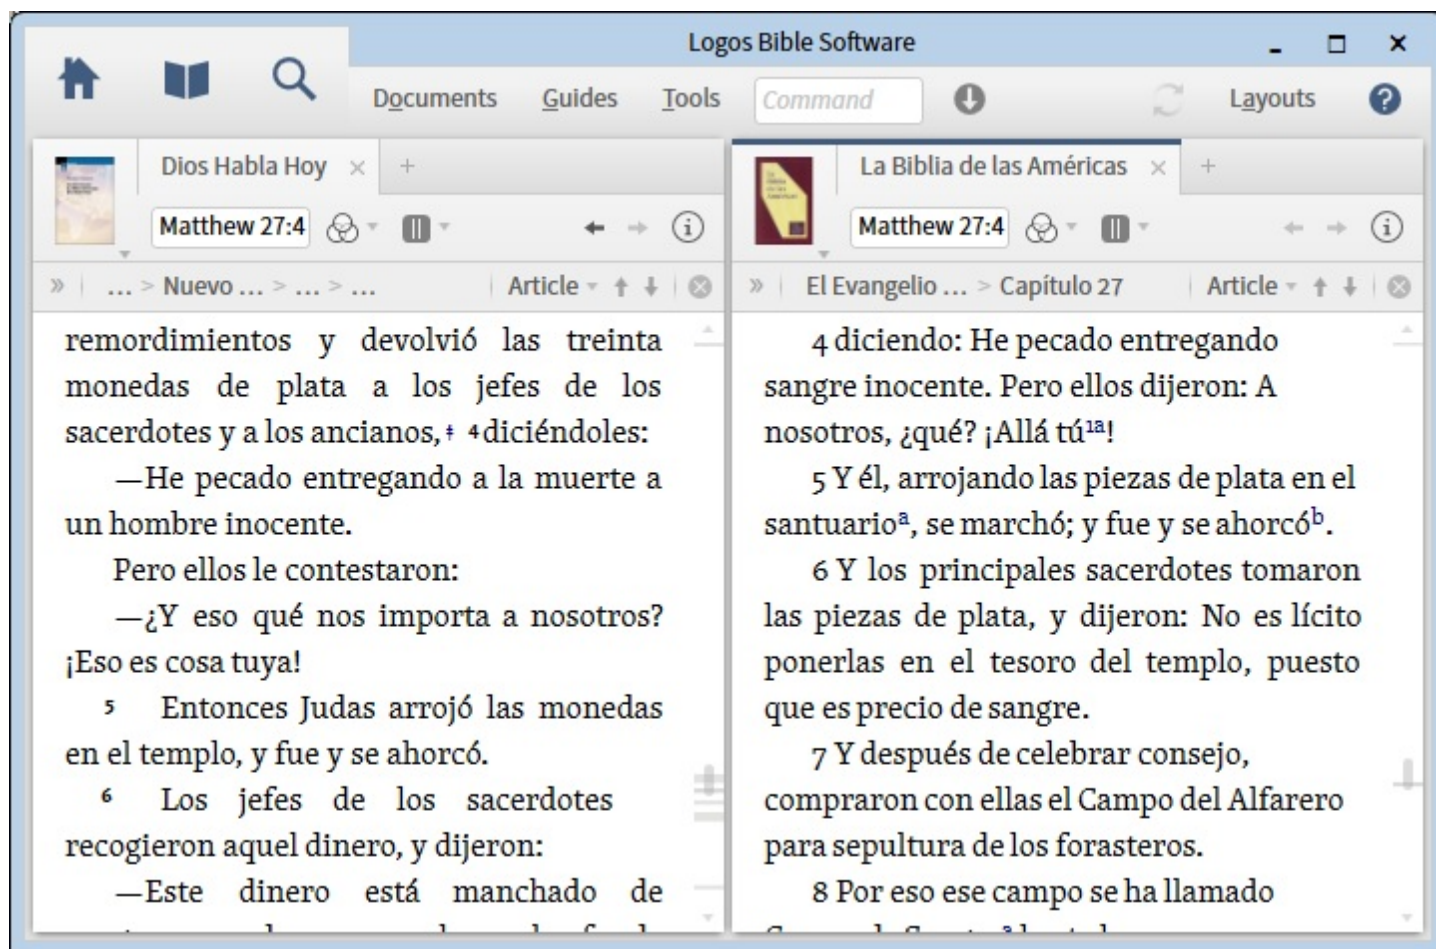 Logos Bible Software
Documents Guides Tools Command Layouts ?
Dios Habla Hoy × +
Matthew 27:4
» ... > Nuevo ... > ... > ... Article
remordimientos y devolvió las treinta
monedas de plata a los jefes de los
sacerdotes y a los ancianos,‡ 4 diciéndoles:
—He pecado entregando a la muerte a
un hombre inocente.
Pero ellos le contestaron:
—¿Y eso qué nos importa a nosotros?
¡Eso es cosa tuya!
5 Entonces Judas arrojó las monedas
en el templo, y fue y se ahorcó.
6 Los jefes de los sacerdotes
recogieron aquel dinero, y dijeron:
—Este dinero está manchado de
La Biblia de las Américas × +
Matthew 27:4
» El Evangelio ... > Capítulo 27 Article
4 diciendo: He pecado entregando
sangre inocente. Pero ellos dijeron: A
nosotros, ¿qué? ¡Allá tú1a!
5 Y él, arrojando las piezas de plata en el
santuarioa, se marchó; y fue y se ahorcób.
6 Y los principales sacerdotes tomaron
las piezas de plata, y dijeron: No es lícito
ponerlas en el tesoro del templo, puesto
que es precio de sangre.
7 Y después de celebrar consejo,
compraron con ellas el Campo del Alfarero
para sepultura de los forasteros.
8 Por eso ese campo se ha llamado